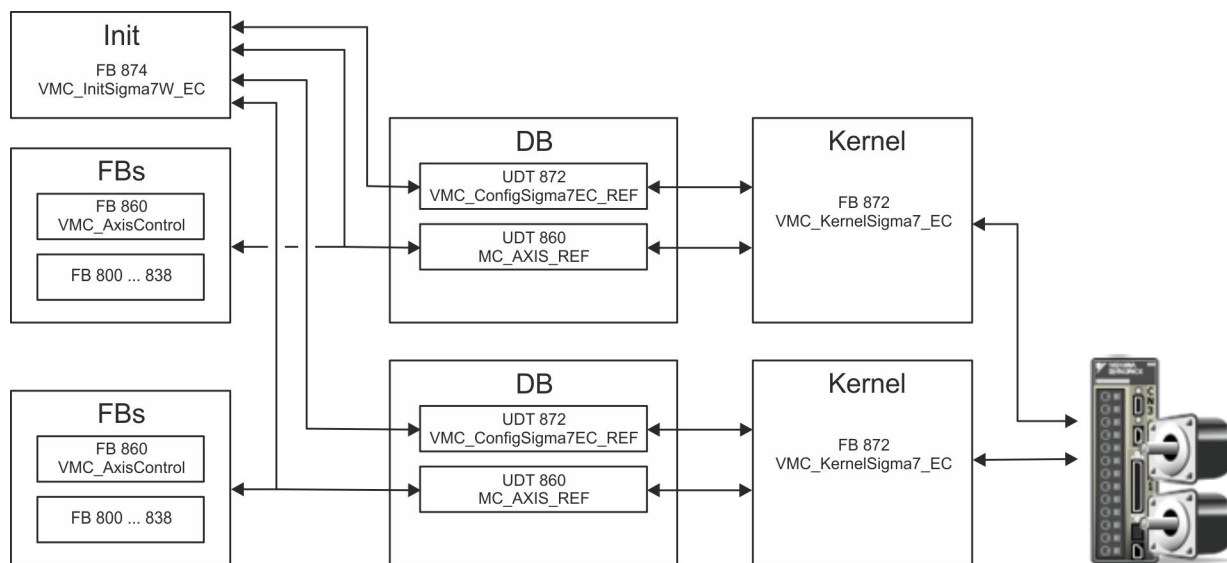 Init
FB 874
VMC_InitSigma7W_EC
FBs
FB 860
VMC_AxisControl
FB 800 ... 838
DB
UDT 872
VMC_ConfigSigma7EC_REF
UDT 860
MC_AXIS_REF
Kernel
FB 872
VMC_KernelSigma7_EC
FBs
FB 860
VMC_AxisControl
FB 800 ... 838
DB
UDT 872
VMC_ConfigSigma7EC_REF
UDT 860
MC_AXIS_REF
Kernel
FB 872
VMC_KernelSigma7_EC